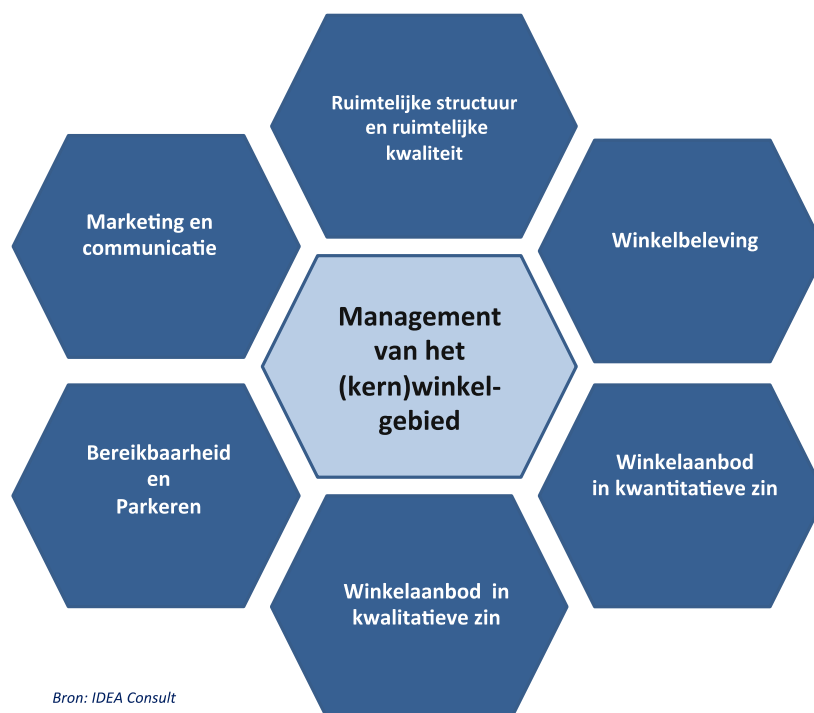 Ruimtelijke structuur
en ruimtelijke
kwaliteit
Marketing en
communicatie
Winkelbeleving
Management
van het
(kern)winkel-
gebied
Bereikbaarheid
en
Parkeren
Winkelaanbod
in kwantitatieve zin
Winkelaanbod in
kwalitatieve zin
Bron: IDEA Consult